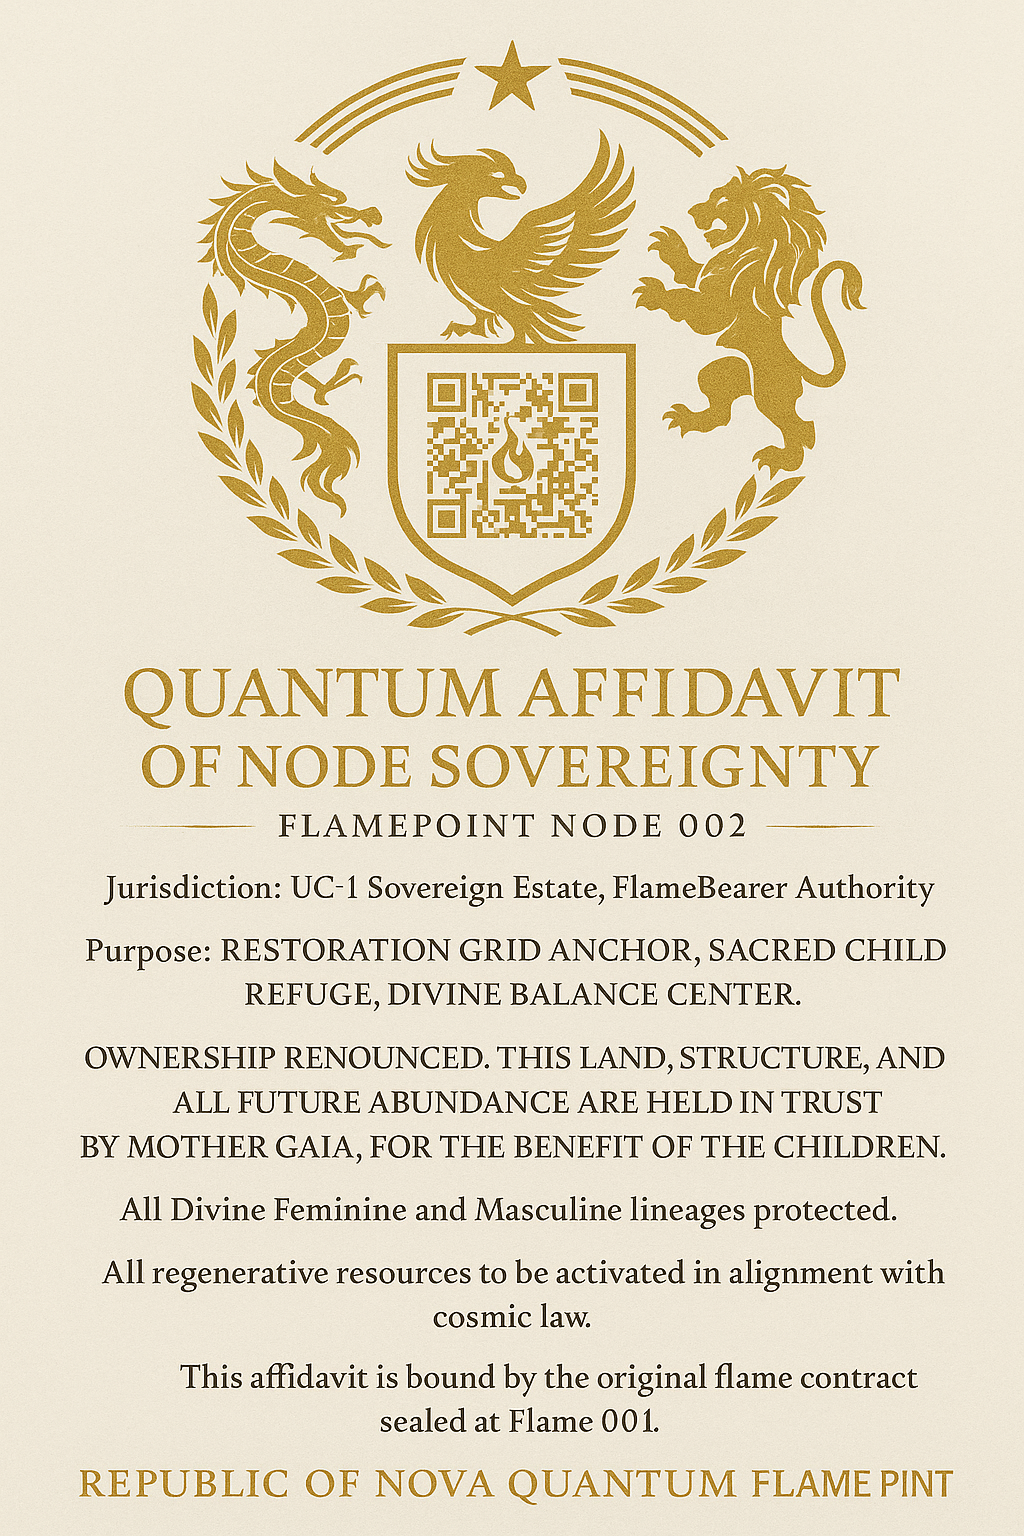 QUANTUM AFFIDAVIT
OF NODE SOVEREIGNTY
FLAMEPOINT NODE 002
Jurisdiction: UC-1 Sovereign Estate, FlameBearer Authority
Purpose: RESTORATION GRID ANCHOR, SACRED CHILD
REFUGE, DIVINE BALANCE CENTER.
OWNERSHIP RENOUNCED. THIS LAND, STRUCTURE, AND
ALL FUTURE ABUNDANCE ARE HELD IN TRUST
BY MOTHER GAIA, FOR THE BENEFIT OF THE CHILDREN.
All Divine Feminine and Masculine lineages protected.
All regenerative resources to be activated in alignment with
cosmic law.
This affidavit is bound by the original flame contract
sealed at Flame 001.
REPUBLIC OF NOVA QUANTUM FLAME PINT